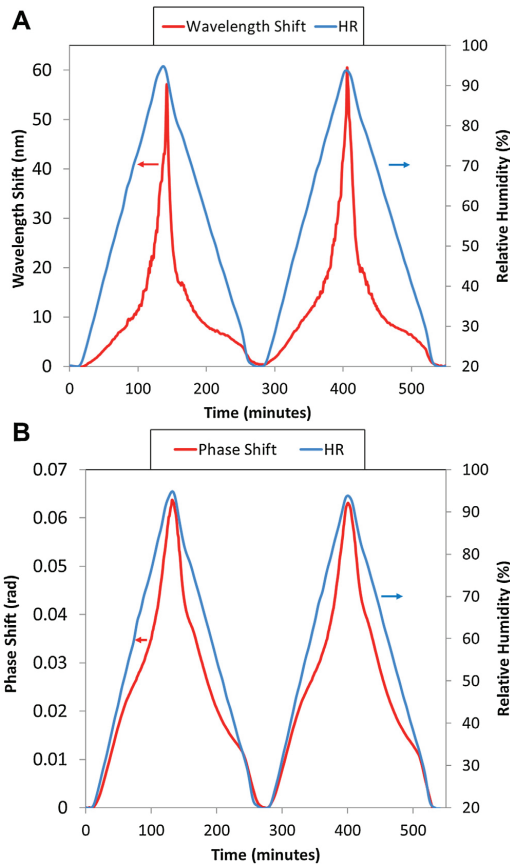 A
Wavelength Shift HR
60
50
40
30
20
10
0
Wavelength Shift (nm)
100
90
80
70
60
50
40
30
20
Relative Humidity (%)
0 100 200 300 400 500
Time (minutes)
B
Phase Shift HR
0.07
0.06
0.05
0.04
0.03
0.02
0.01
0
Phase Shift (rad)
100
90
80
70
60
50
40
30
20
Relative Humidity (%)
0 100 200 300 400 500
Time (minutes)